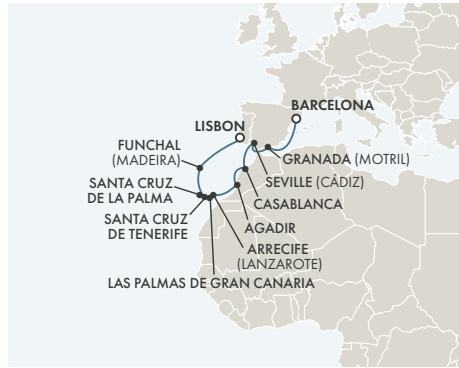 BARCELONA
LISBON
FUNCHAL
(MADEIRA)
GRANADA (MOTRIL)
SEVILLE (CÁDIZ)
SANTA CRUZ
DE LA PALMA
CASABLANCA
SANTA CRUZ
DE TENERIFE
AGADIR
ARRECIFE
(LANZAROTE)
LAS PALMAS DE GRAN CANARIA